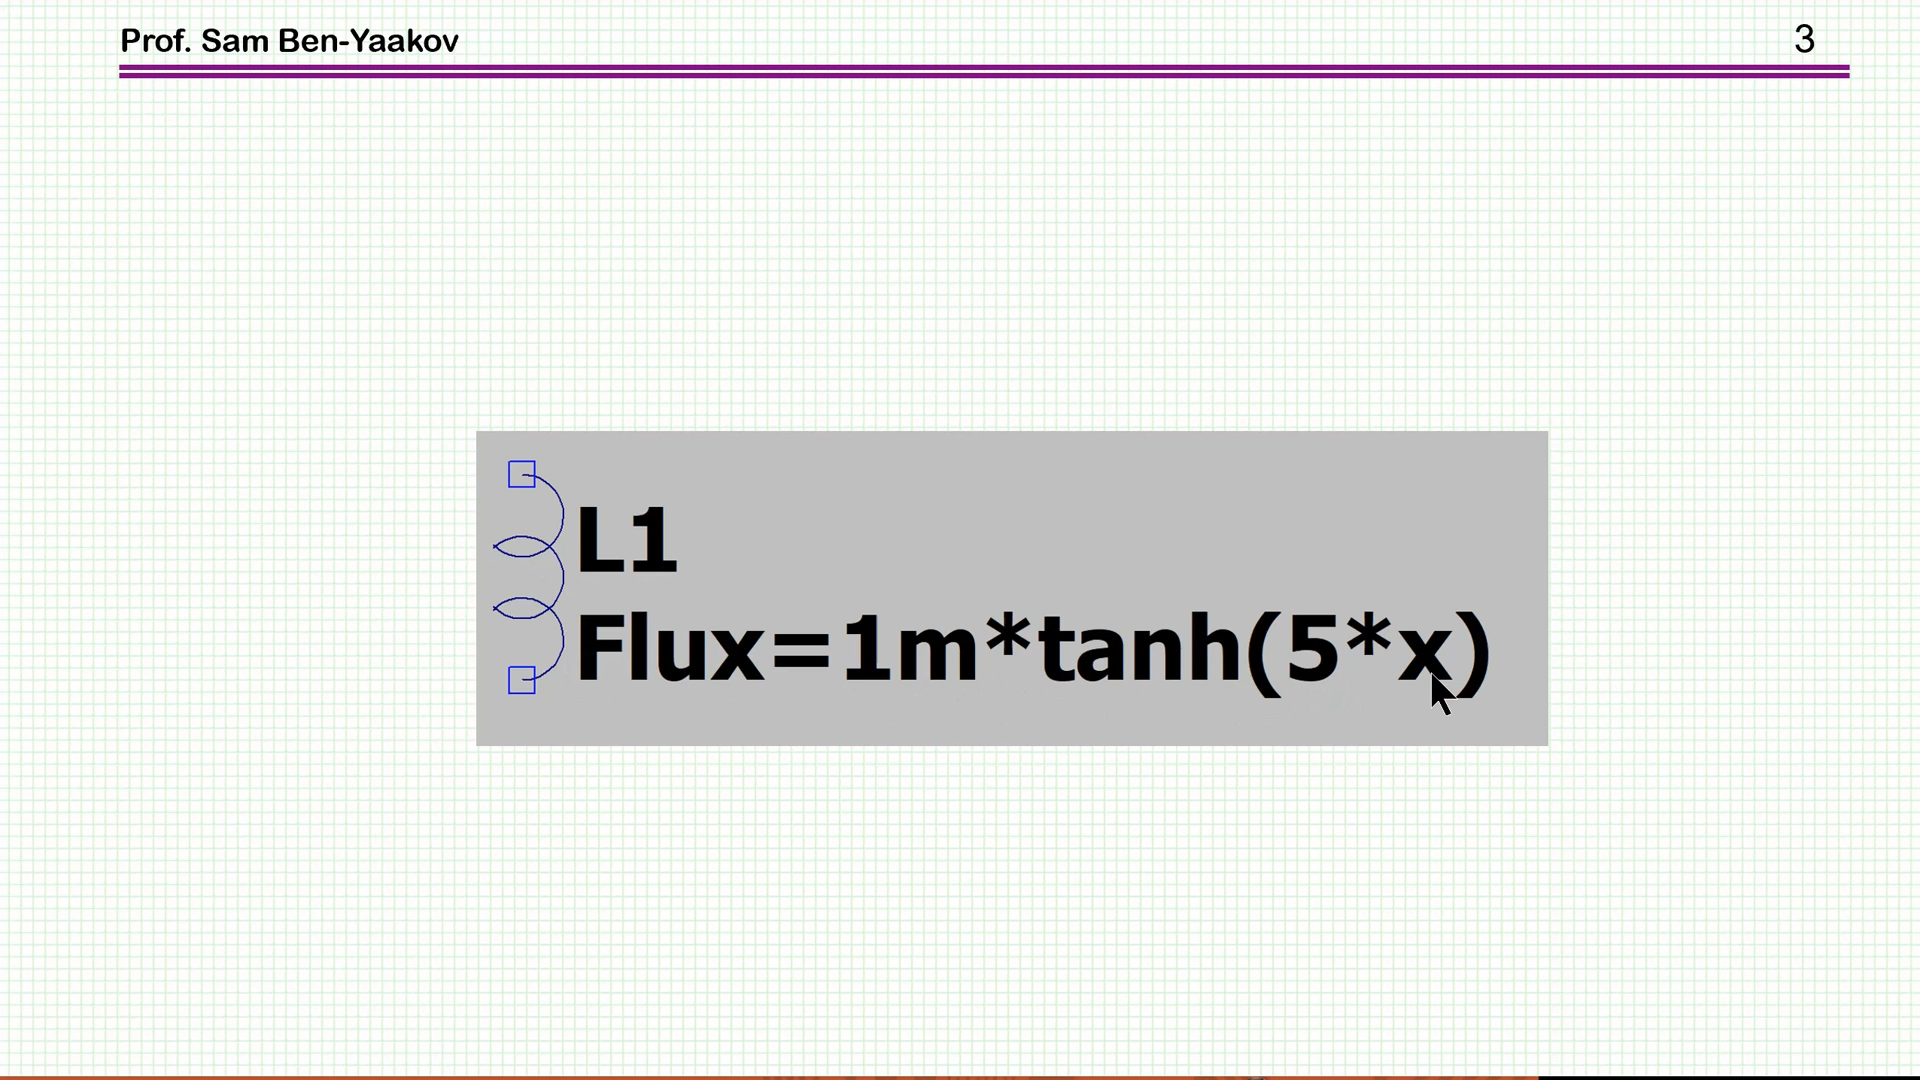 Prof. Sam Ben-Yaakov
3
L1
Flux=1m*tanh(5*x)